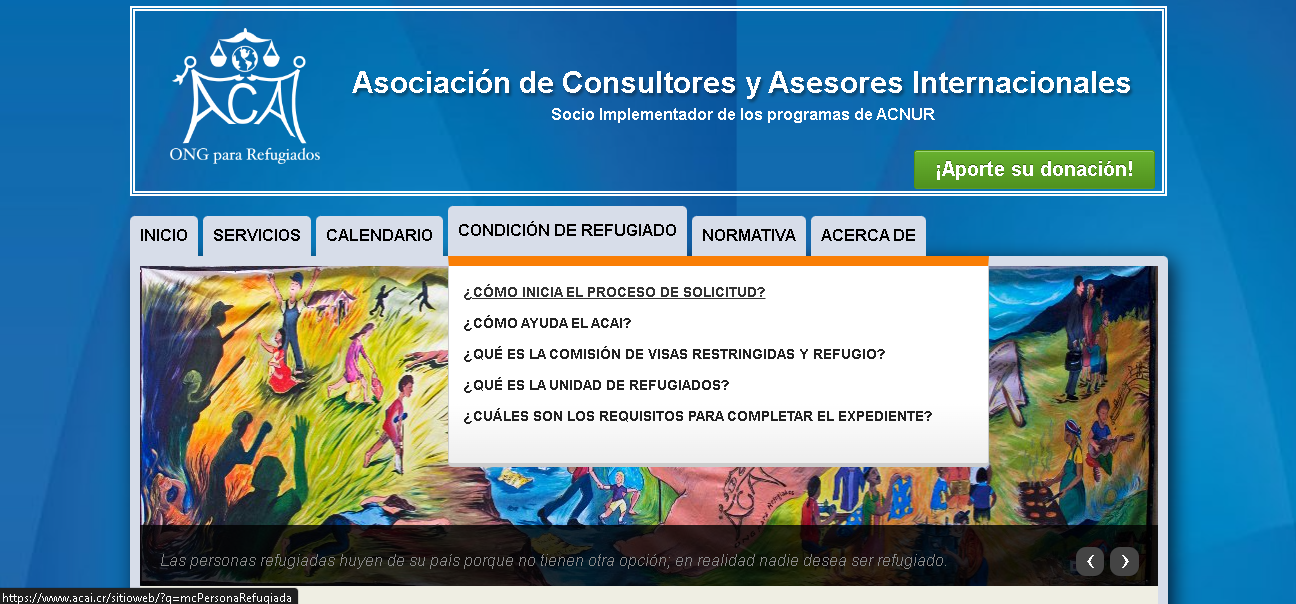 ACAI
ONG para Refugiados
Asociación de Consultores y Asesores Internacionales
Socio Implementador de los programas de ACNUR
¡Aporte su donación!
INICIO SERVICIOS CALENDARIO CONDICIÓN DE REFUGIADO NORMATIVA ACERCA DE
¿CÓMO INICIA EL PROCESO DE SOLICITUD?
¿CÓMO AYUDA EL ACAI?
¿QUÉ ES LA COMISIÓN DE VISAS RESTRINGIDAS Y REFUGIO?
¿QUÉ ES LA UNIDAD DE REFUGIADOS?
¿CUÁLES SON LOS REQUISITOS PARA COMPLETAR EL EXPEDIENTE?
Las personas refugiadas huyen de su país porque no tienen otra opción; en realidad nadie desea ser refugiado.
https://www.acai.cr/sitioweb/?q=mcPersonaRefugiada